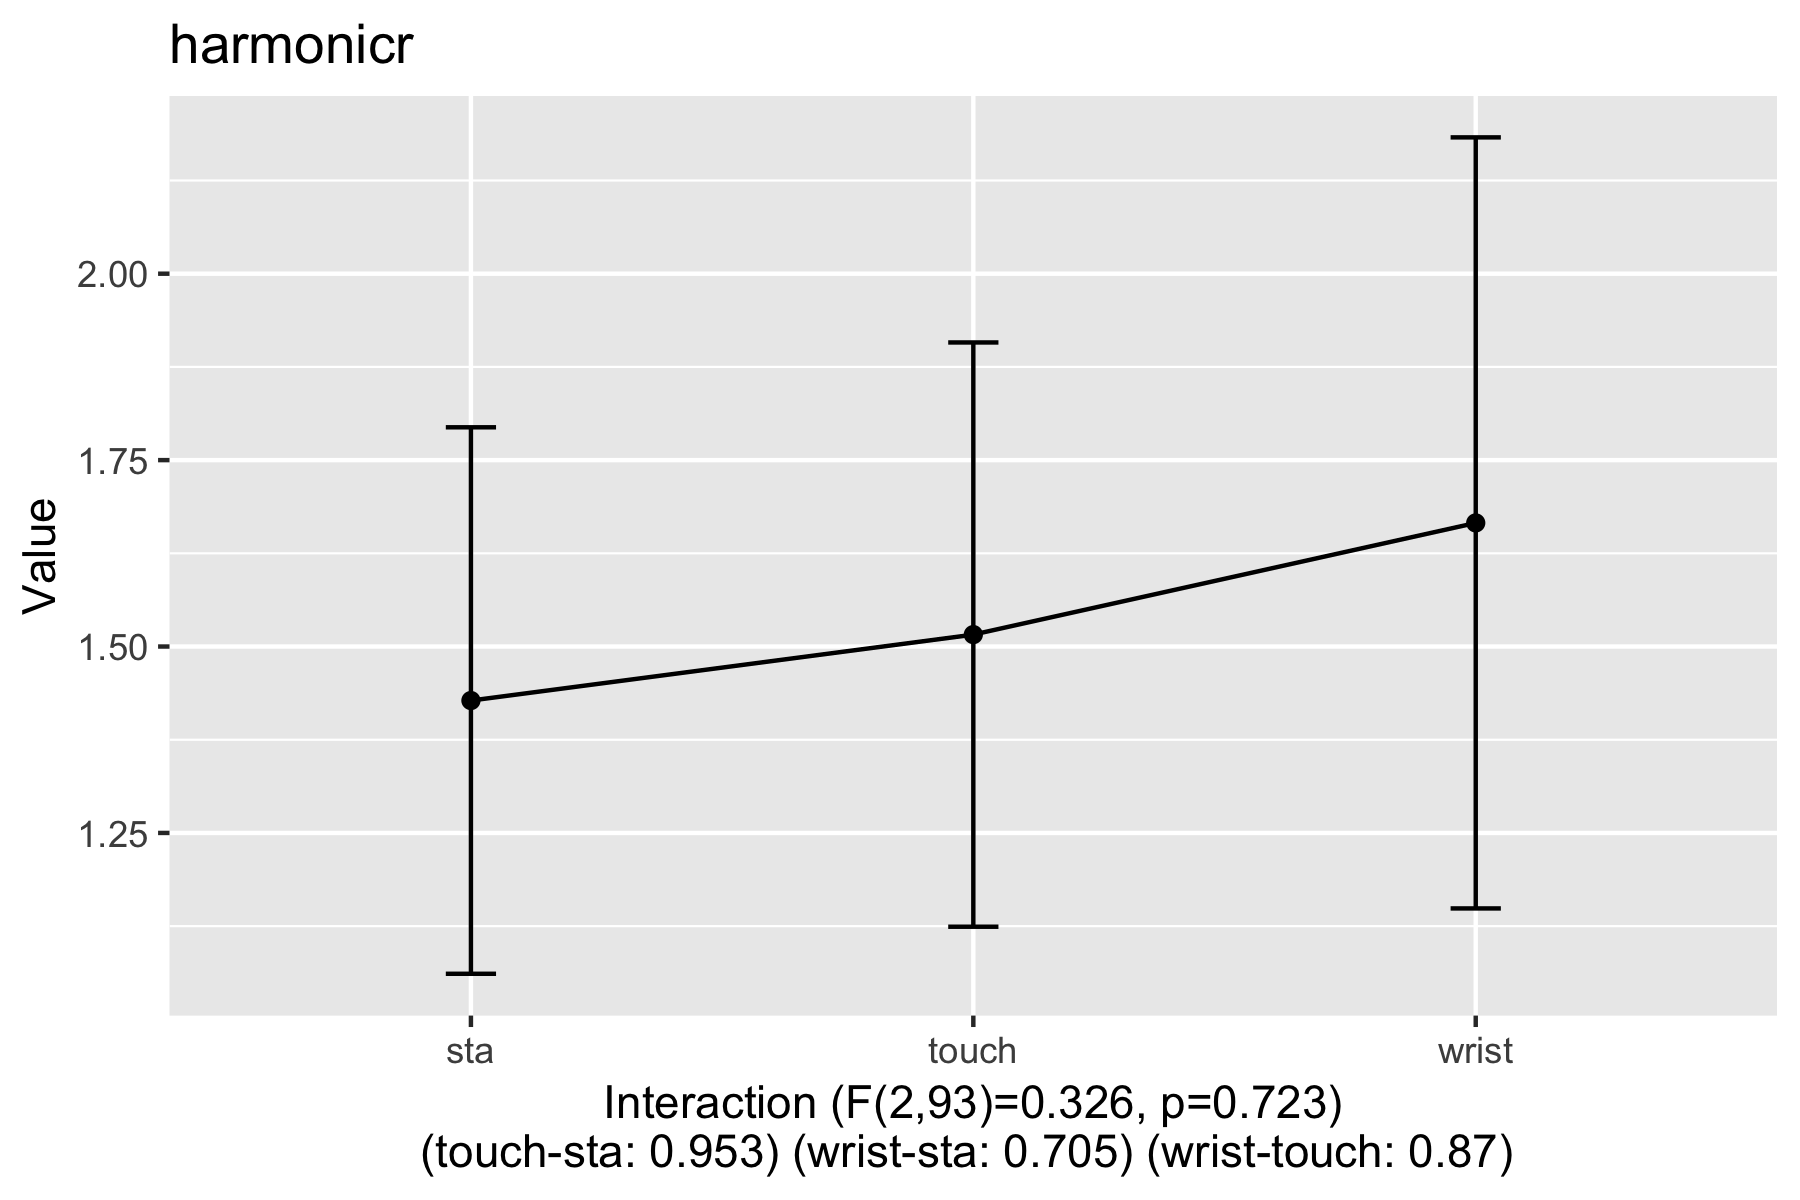 harmonicr
Value
2.00
1.75
1.50
1.25
sta touch wrist
Interaction (F(2,93)=0.326, p=0.723)
(touch-sta: 0.953) (wrist-sta: 0.705) (wrist-touch: 0.87)